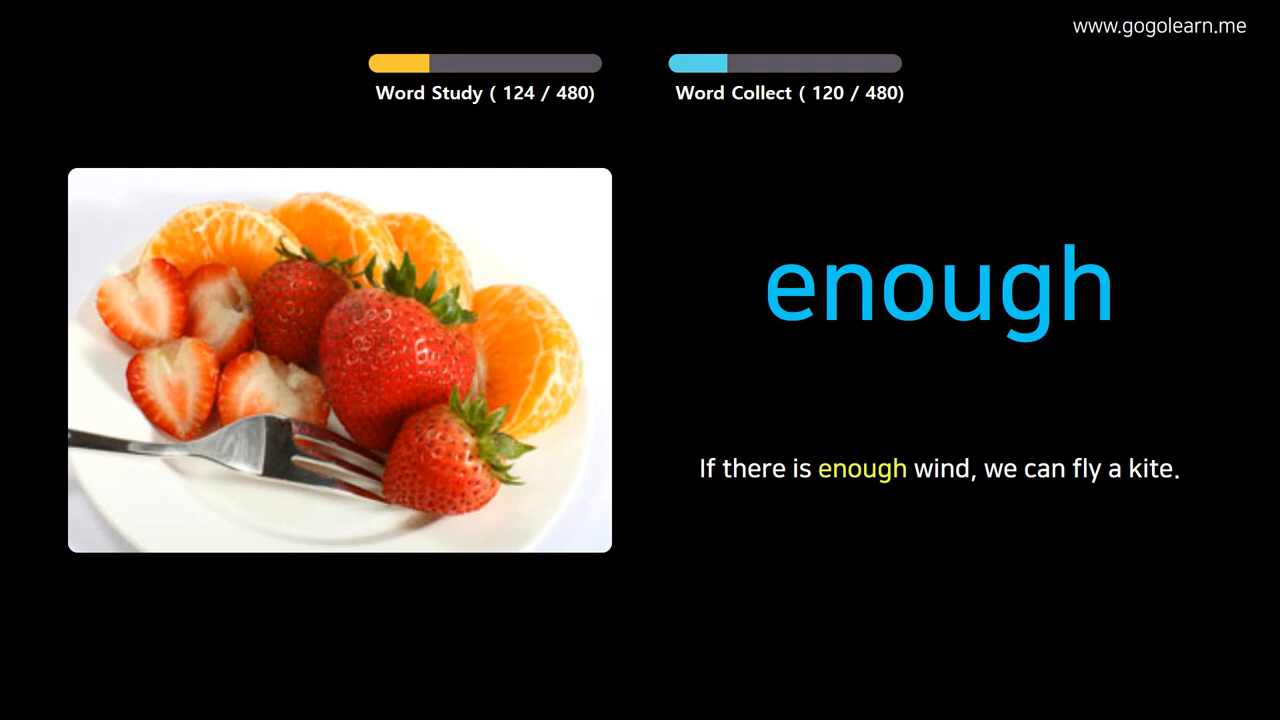 www.gogolearn.me
Word Study ( 124 / 480)
Word Collect ( 120 / 480)
enough
If there is enough wind, we can fly a kite.